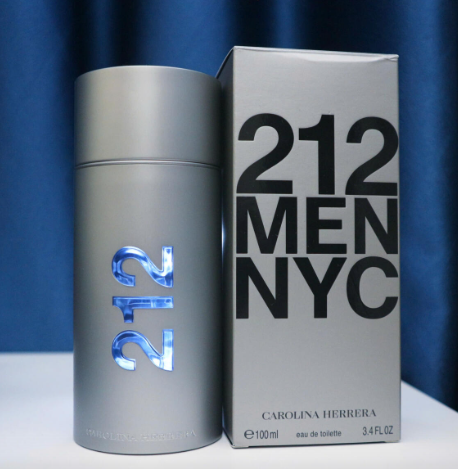 212
212
MEN
NYC
CAROLINA HERRERA
℮100ml eau de toilette 3.4 FL OZ